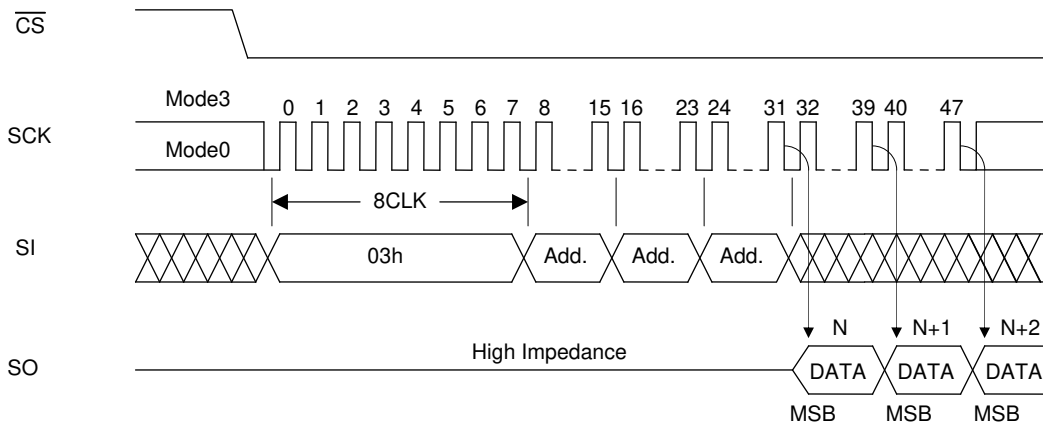 CS
Mode3
0 1 2 3 4 5 6 7 8 15 16 23 24 31 32 39 40 47
SCK
Mode0
8CLK
SI
03h Add. Add. Add.
N N+1 N+2
High Impedance
SO
DATA DATA DATA
MSB MSB MSB